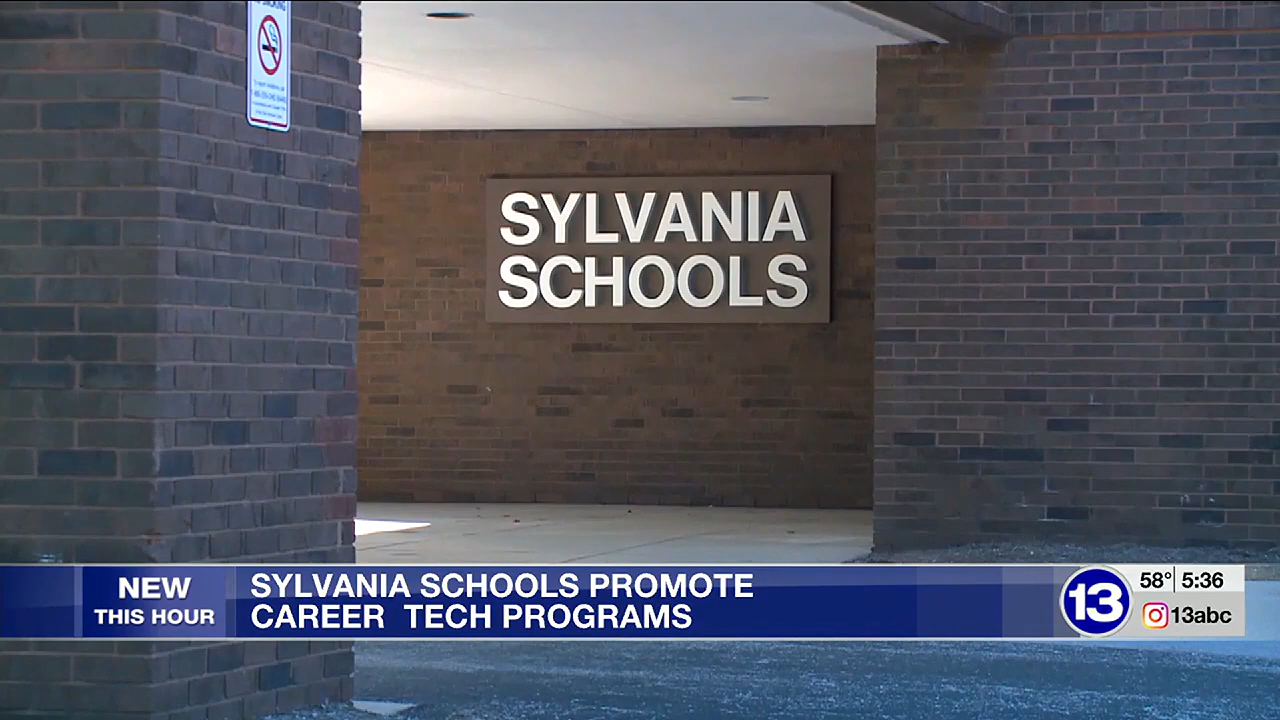 SYLVANIA
SCHOOLS
NEW
THIS HOUR
SYLVANIA SCHOOLS PROMOTE
CAREER TECH PROGRAMS
13
58° 5:36
13abc